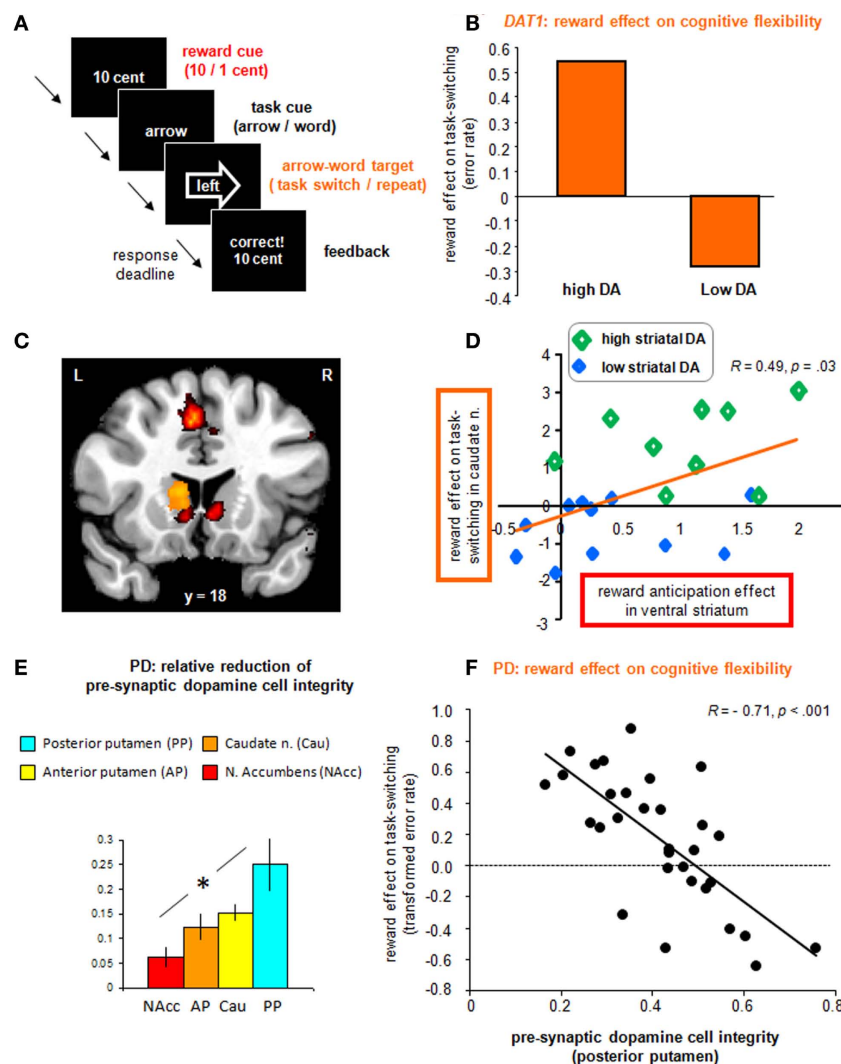 A
10 cent
reward cue
(10 / 1 cent)
arrow
task cue
(arrow / word)
left
arrow-word target
( task switch / repeat)
response
deadline
correct!
10 cent
feedback
B
DAT1: reward effect on cognitive flexibility
reward effect on task-switching
(error rate)
0.6
0.5
0.4
0.3
0.2
0.1
0
-0.1
-0.2
-0.3
-0.4
high DA
Low DA
C
L
R
y = 18
D
high striatal DA
low striatal DA
R = 0.49, p = .03
reward effect on task-
switching in caudate n.
4
3
2
1
0
-1
-2
-3
-0.5
0
0.5
1
1.5
2
reward anticipation effect
in ventral striatum
E
PD: relative reduction of
pre-synaptic dopamine cell integrity
Posterior putamen (PP)
Caudate n. (Cau)
Anterior putamen (AP)
N. Accumbens (NAcc)
0.3
0.25
0.2
0.15
0.1
0.05
0
*
NAcc
AP
Cau
PP
F
PD: reward effect on cognitive flexibility
R = - 0.71, p < .001
reward effect on task-switching
(transformed error rate)
1.0
0.8
0.6
0.4
0.2
0.0
-0.2
-0.4
-0.6
-0.8
0
0.2
0.4
0.6
0.8
pre-synaptic dopamine cell integrity
(posterior putamen)